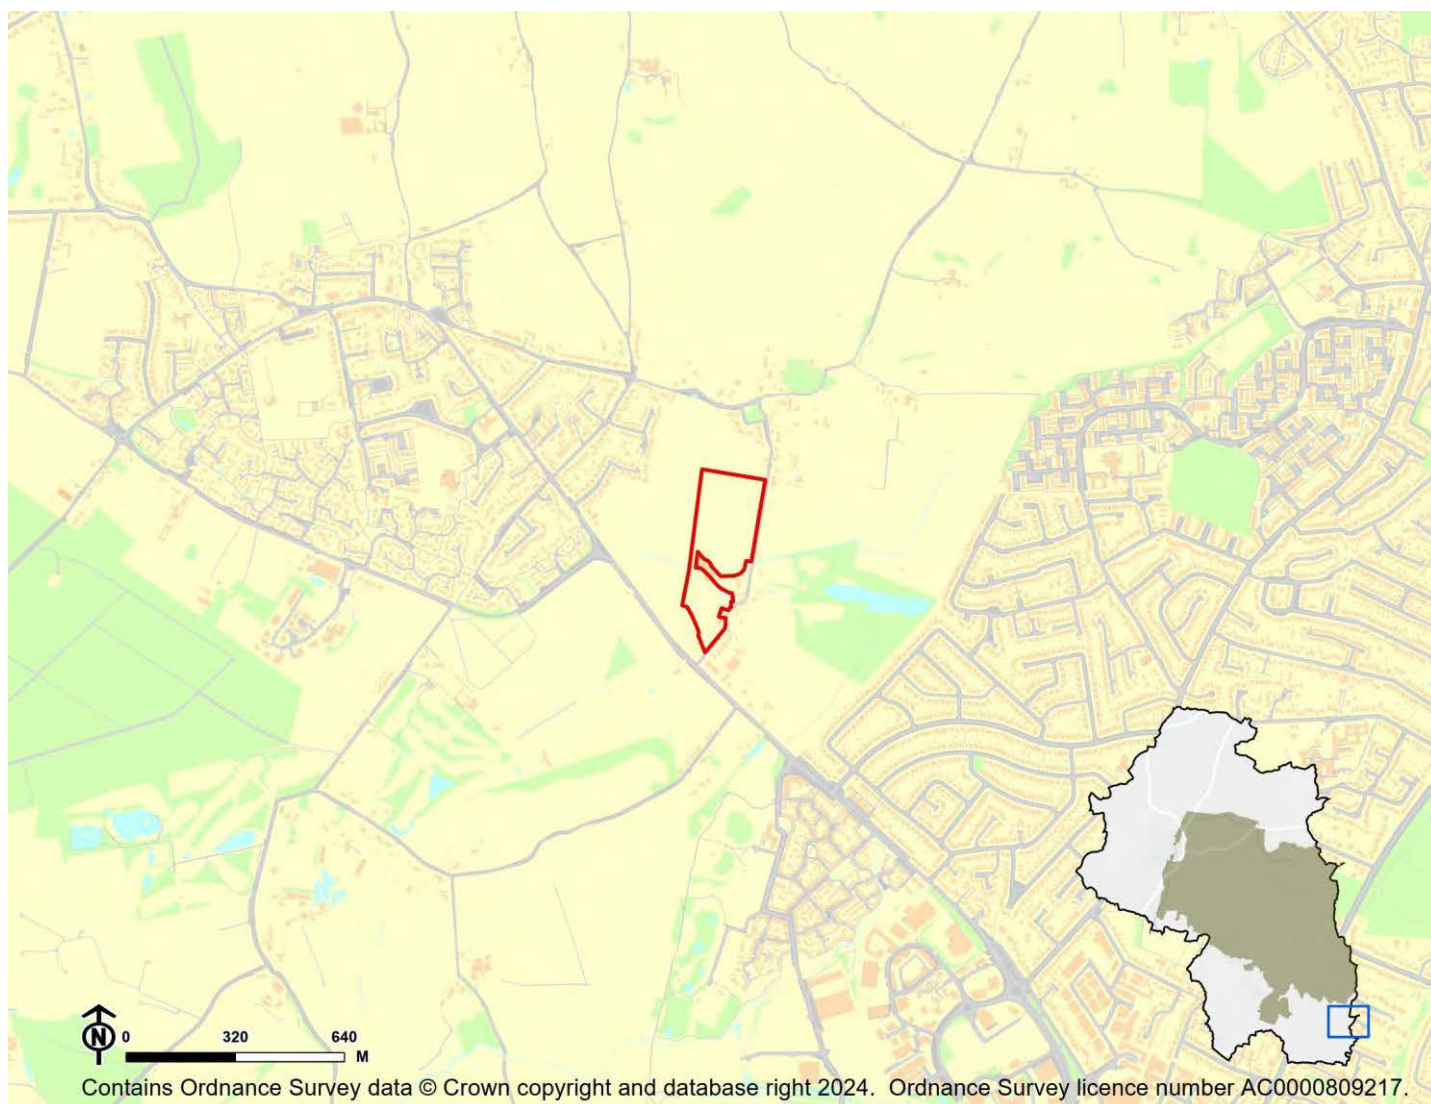 N
0 320 640
M
Contains Ordnance Survey data © Crown copyright and database right 2024. Ordnance Survey licence number AC0000809217.